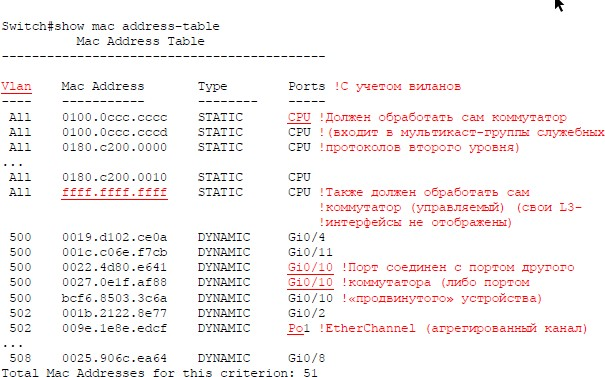 Switch#show mac address-table
Mac Address Table
-------------------------------------------
Vlan Mac Address Type Ports !С учетом виланов
---- ----------- -------- -----
All 0100.0ccc.cccc STATIC CPU !Должен обработать сам коммутатор
All 0100.0ccc.cccd STATIC CPU !(входит в мультикаст-группы служебных
All 0180.c200.0000 STATIC CPU !протоколов второго уровня)
...
All 0180.c200.0010 STATIC CPU
All ffff.ffff.ffff STATIC CPU !Также должен обработать сам
!коммутатор (управляемый) (свои L3-
!интерфейсы не отображены)
500 0019.d102.ce0a DYNAMIC Gi0/4
500 001c.c06e.f7cb DYNAMIC Gi0/11
500 0022.4d80.e641 DYNAMIC Gi0/10 !Порт соединен с портом другого
500 0027.0e1f.af88 DYNAMIC Gi0/10 !коммутатора (либо портом
500 bcf6.8503.3c6a DYNAMIC Gi0/10 !«продвинутого» устройства)
502 001b.2122.8e77 DYNAMIC Gi0/2
502 009e.1e8e.edcf DYNAMIC Po1 !EtherChannel (агрегированный канал)
...
508 0025.906c.ea64 DYNAMIC Gi0/8
Total Mac Addresses for this criterion: 51